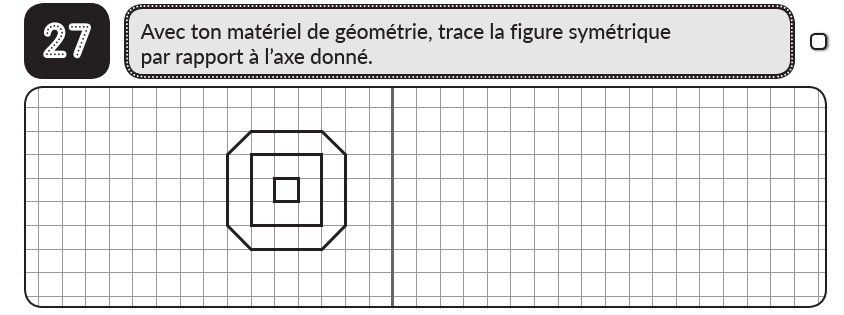 27
Avec ton matériel de géométrie, trace la figure symétrique
par rapport à l’axe donné.